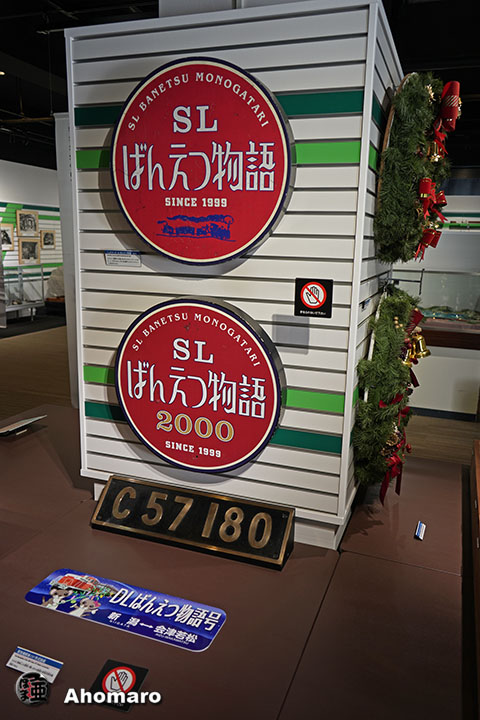 SL BANETSU MONOGATARI
SL
ばんえつ物語
SINCE 1999
SL BANETSU MONOGATARI
SL
ばんえつ物語
2000
SINCE 1999
C57180
DLばんえつ物語号
新潟ー会津若松
NIIGATA
Ahomaro